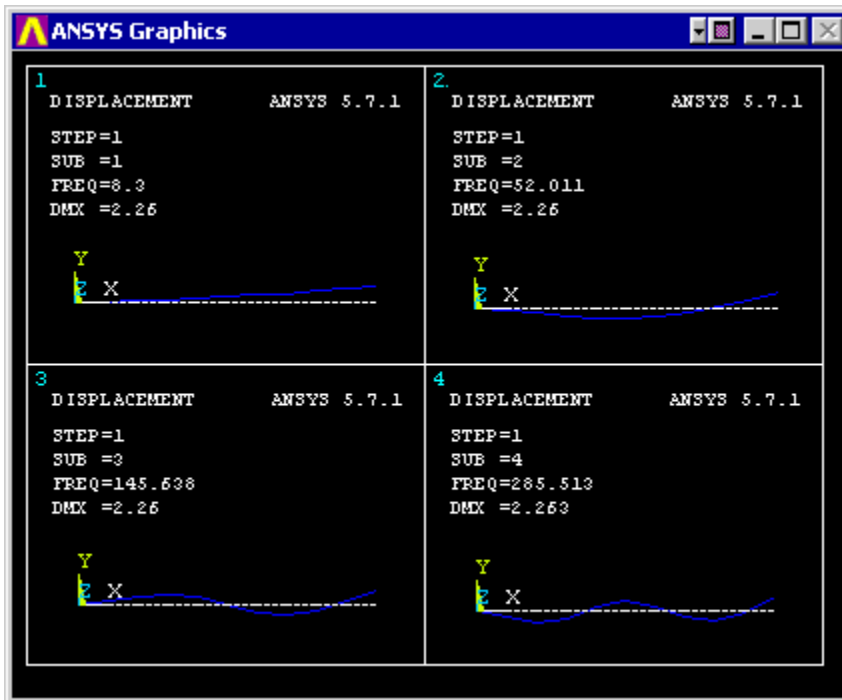 ANSYS Graphics
1
DISPLACEMENT ANSYS 5.7.1
STEP=1
SUB =1
FREQ=8.3
DMX =2.26
Y
Z X
2.
DISPLACEMENT ANSYS 5.7.1
STEP=1
SUB =2
FREQ=52.011
DMX =2.26
Y
Z X
3
DISPLACEMENT ANSYS 5.7.1
STEP=1
SUB =3
FREQ=145.638
DMX =2.26
Y
Z X
4
DISPLACEMENT ANSYS 5.7.1
STEP=1
SUB =4
FREQ=285.513
DMX =2.263
Y
Z X